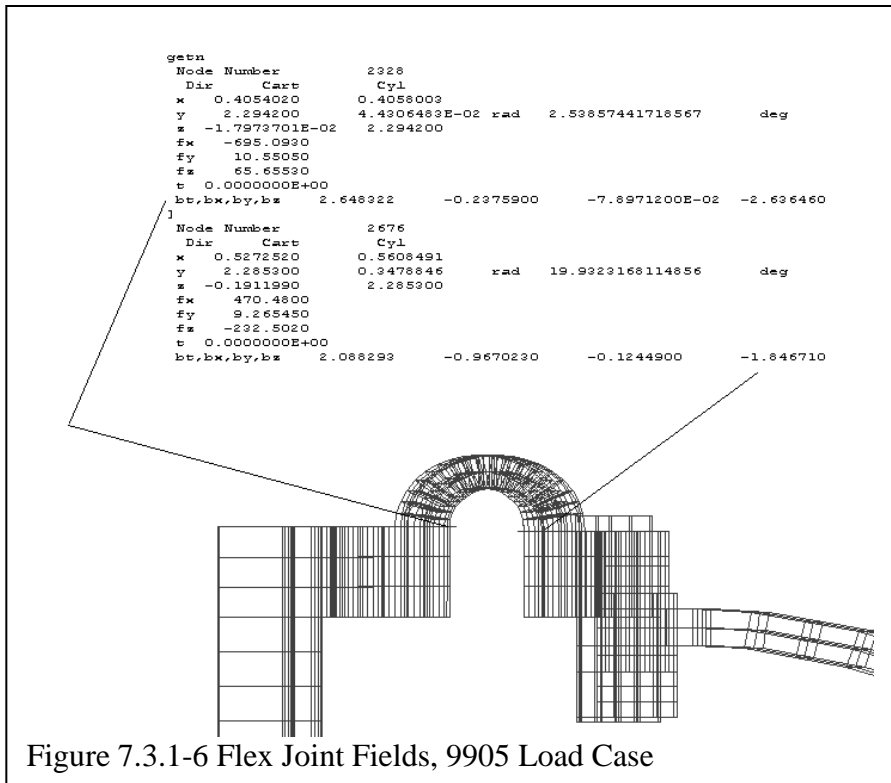 getn
Node Number 2328
Dir Cart Cyl
x 0.4054020 0.4058003
y 2.294200 4.4306483E-02 rad 2.53857441718567 deg
z -1.7973701E-02 2.294200
fx -695.0930
fy 10.55050
fz 65.65530
t 0.0000000E+00
bt,bx,by,bz 2.648322 -0.2375900 -7.8971200E-02 -2.636460
]
Node Number 2676
Dir Cart Cyl
x 0.5272520 0.5608491
y 2.285300 0.3478846 rad 19.9323168114856 deg
z -0.1911990 2.285300
fx 470.4800
fy 9.265450
fz -232.5020
t 0.0000000E+00
bt,bx,by,bz 2.088293 -0.9670230 -0.1244900 -1.846710
Figure 7.3.1-6 Flex Joint Fields, 9905 Load Case